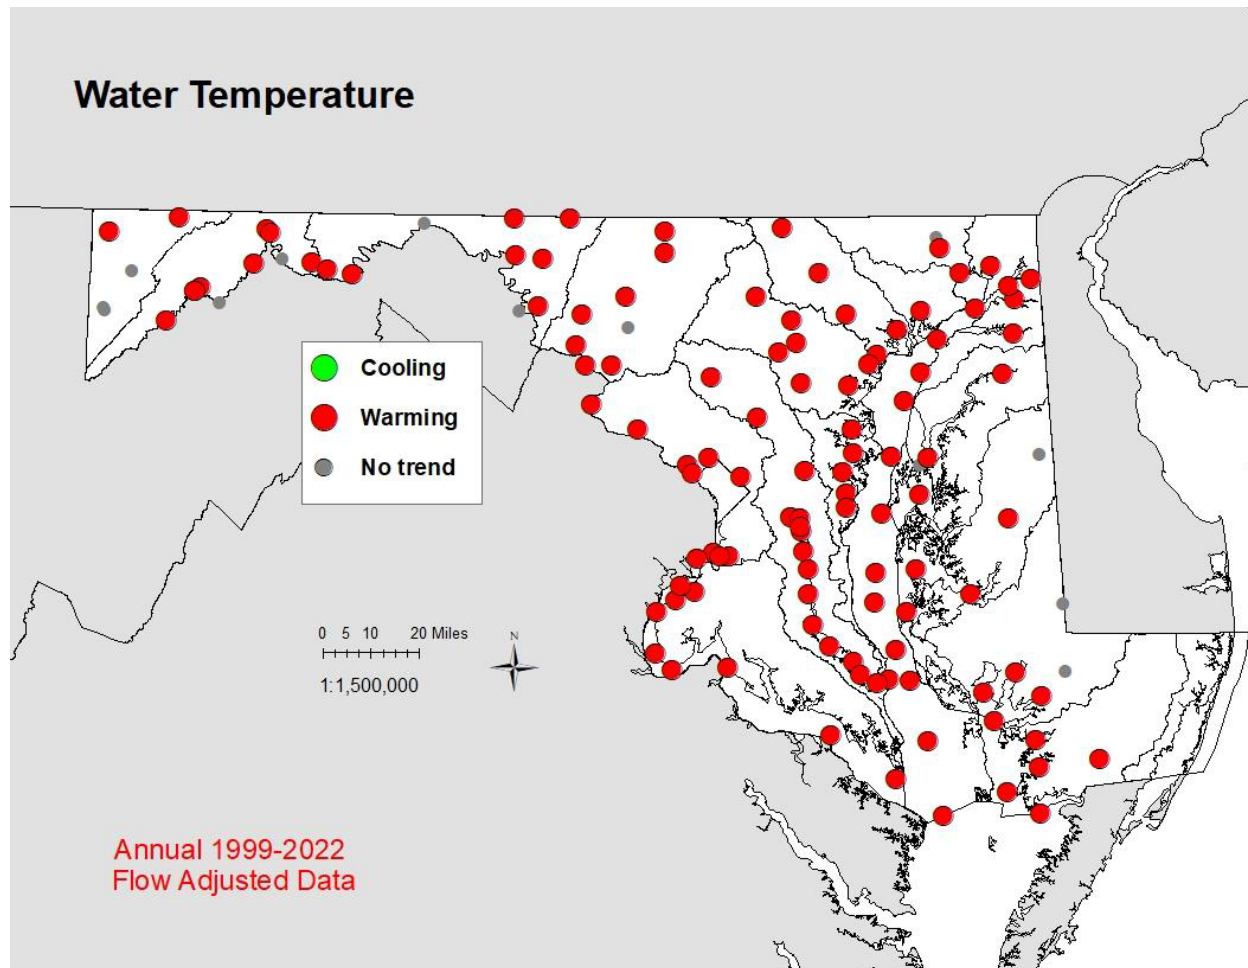 Water Temperature
Cooling
Warming
No trend
0 5 10 20 Miles
N
1:1,500,000
Annual 1999-2022
Flow Adjusted Data